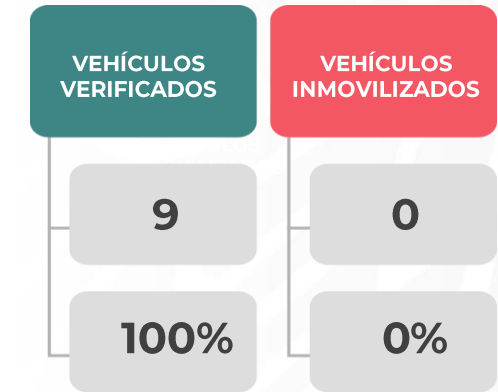 VEHÍCULOS
VERIFICADOS
9
100%
VEHÍCULOS
INMOVILIZADOS
0
0%